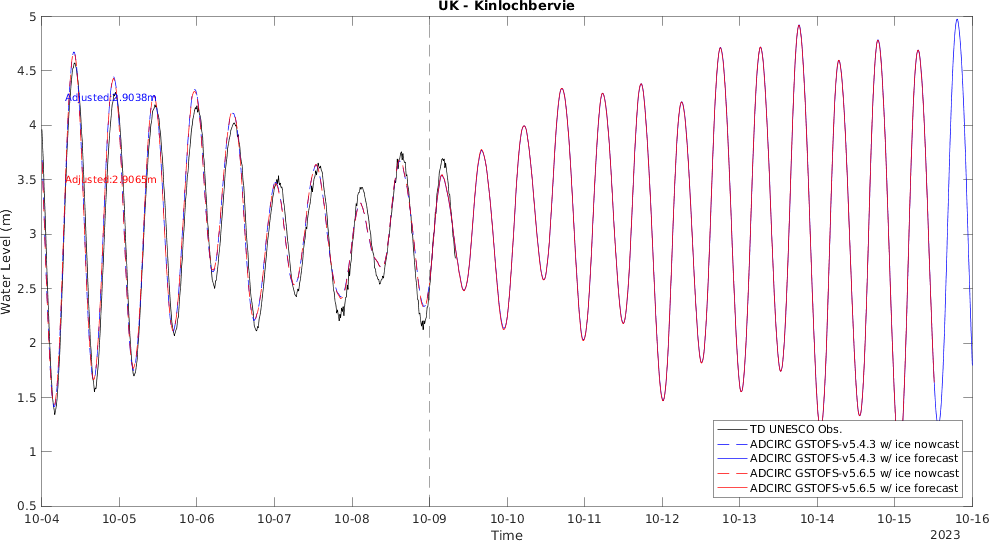 UK - Kinlochbervie
5
4.5
4
3.5
3
2.5
2
1.5
1
0.5
Water Level (m)
Adjusted:2.9038m
Adjusted:2.9065m
TD UNESCO Obs.
ADCIRC GSTOFS-v5.4.3 w/ ice nowcast
ADCIRC GSTOFS-v5.4.3 w/ ice forecast
ADCIRC GSTOFS-v5.6.5 w/ ice nowcast
ADCIRC GSTOFS-v5.6.5 w/ ice forecast
10-04 10-05 10-06 10-07 10-08 10-09 10-10 10-11 10-12 10-13 10-14 10-15 10-16
Time
2023